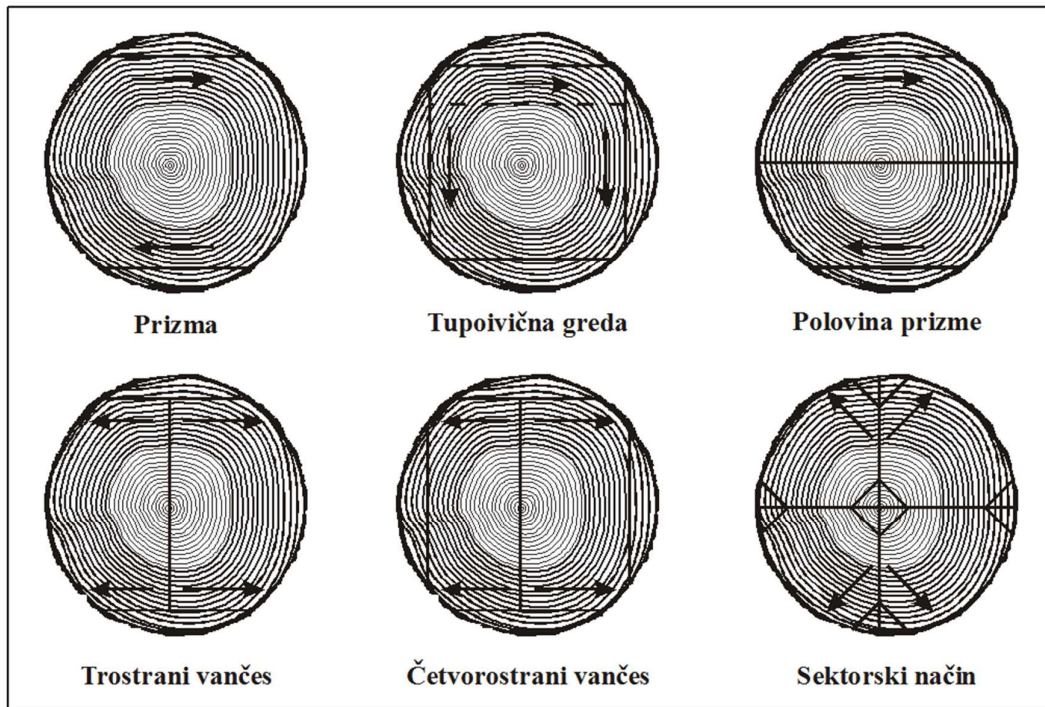 Prizma
Tupoivična greda
Polovina prizme
Trostrani vančes
Četvorostrani vančes
Sektorski način